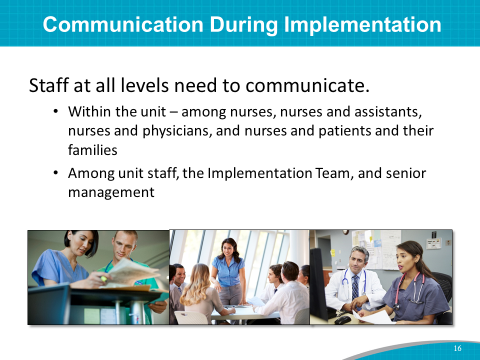 Communication During Implementation
Staff at all levels need to communicate.
• Within the unit – among nurses, nurses and assistants,
nurses and physicians, and nurses and patients and their
families
• Among unit staff, the Implementation Team, and senior
management
16